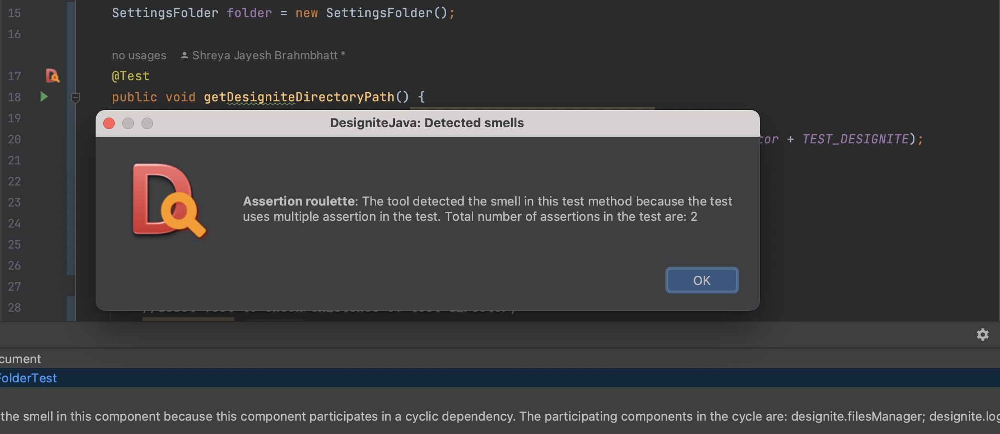 15 SettingsFolder folder = new SettingsFolder();
16
no usages Shreya Jayesh Brahmbhatt *
17 @Test
18 public void getDesigniteDirectoryPath() {
19
DesigniteJava: Detected smells
20 tor + TEST_DESIGNITE);
21
22
23
Assertion roulette: The tool detected the smell in this test method because the test
uses multiple assertion in the test. Total number of assertions in the test are: 2
24
25
26
OK
27
28
cument
FolderTest
the smell in this component because this component participates in a cyclic dependency. The participating components in the cycle are: designite.filesManager; designite.log